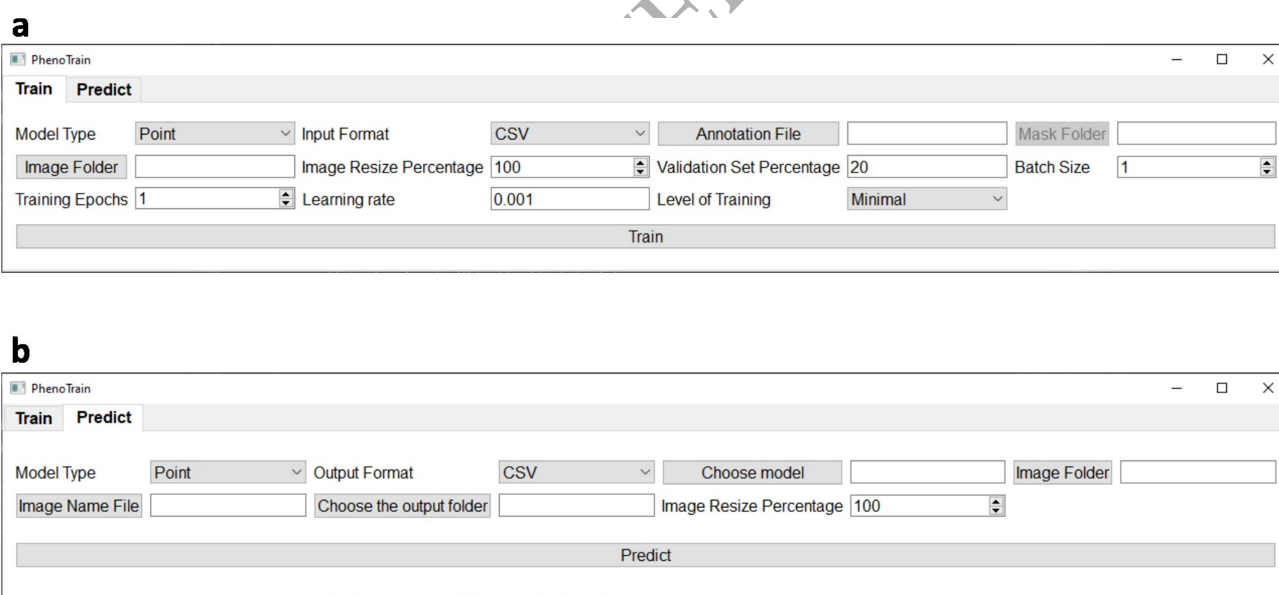 a
PhenoTrain
Train Predict
Model Type Point Input Format CSV Annotation File Mask Folder
Image Folder Image Resize Percentage 100 Validation Set Percentage 20 Batch Size 1
Training Epochs 1 Learning rate 0.001 Level of Training Minimal
Train
b
PhenoTrain
Train Predict
Model Type Point Output Format CSV Choose model Image Folder
Image Name File Choose the output folder Image Resize Percentage 100
Predict